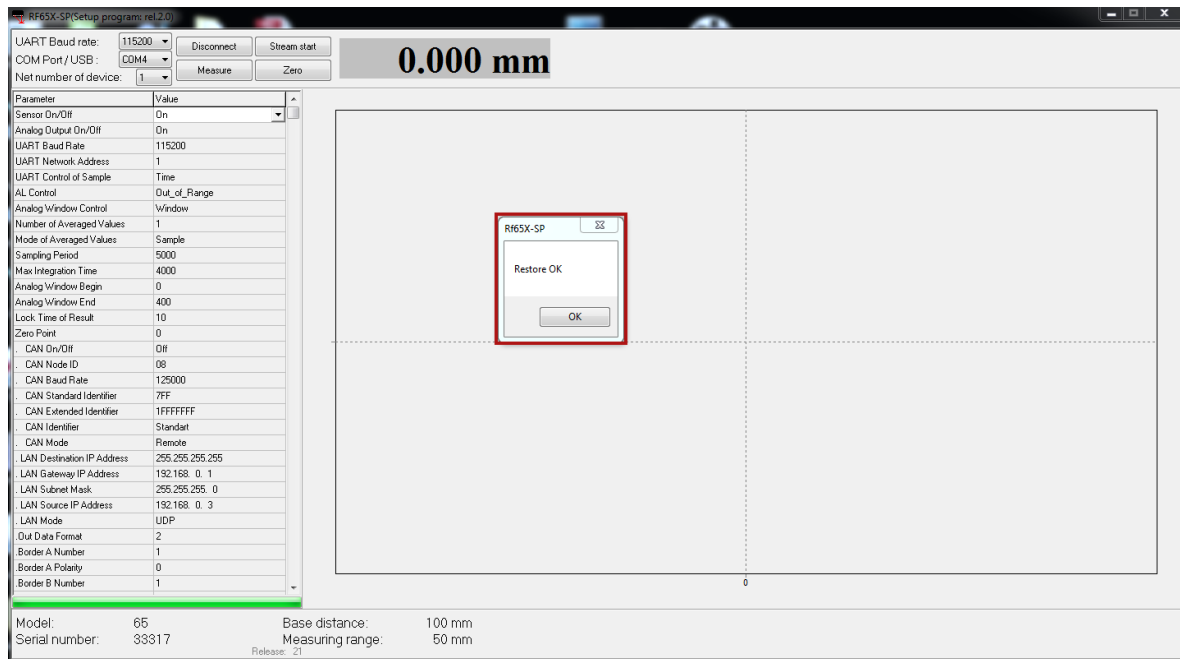 RF65X-SP(Setup program: rel.2.0)
UART Baud rate: 115200 Disconnect Stream start
COM Port / USB : COM4
Net number of device: 1 Measure Zero
0.000 mm
Parameter Value
Sensor On/Off On
Analog Output On/Off On
UART Baud Rate 115200
UART Network Address 1
UART Control of Sample Time
AL Control Out_of_Range
Analog Window Control Window
Number of Averaged Values 1
Mode of Averaged Values Sample
Sampling Period 5000
Max Integration Time 4000
Analog Window Begin 0
Analog Window End 400
Lock Time of Result 10
Zero Point 0
. CAN On/Off Off
. CAN Node ID 08
. CAN Baud Rate 125000
. CAN Standard Identifier 7FF
. CAN Extended Identifier 1FFFFFFF
. CAN Identifier Standart
. CAN Mode Remote
. LAN Destination IP Address 255.255.255.255
. LAN Gateway IP Address 192.168. 0. 1
. LAN Subnet Mask 255.255.255. 0
. LAN Source IP Address 192.168. 0. 3
. LAN Mode UDP
.Out Data Format 2
.Border A Number 1
.Border A Polarity 0
.Border B Number 1
Rf65X-SP
Restore OK
OK
0
Model: 65 Base distance: 100 mm
Serial number: 33317 Measuring range: 50 mm
Release: 21